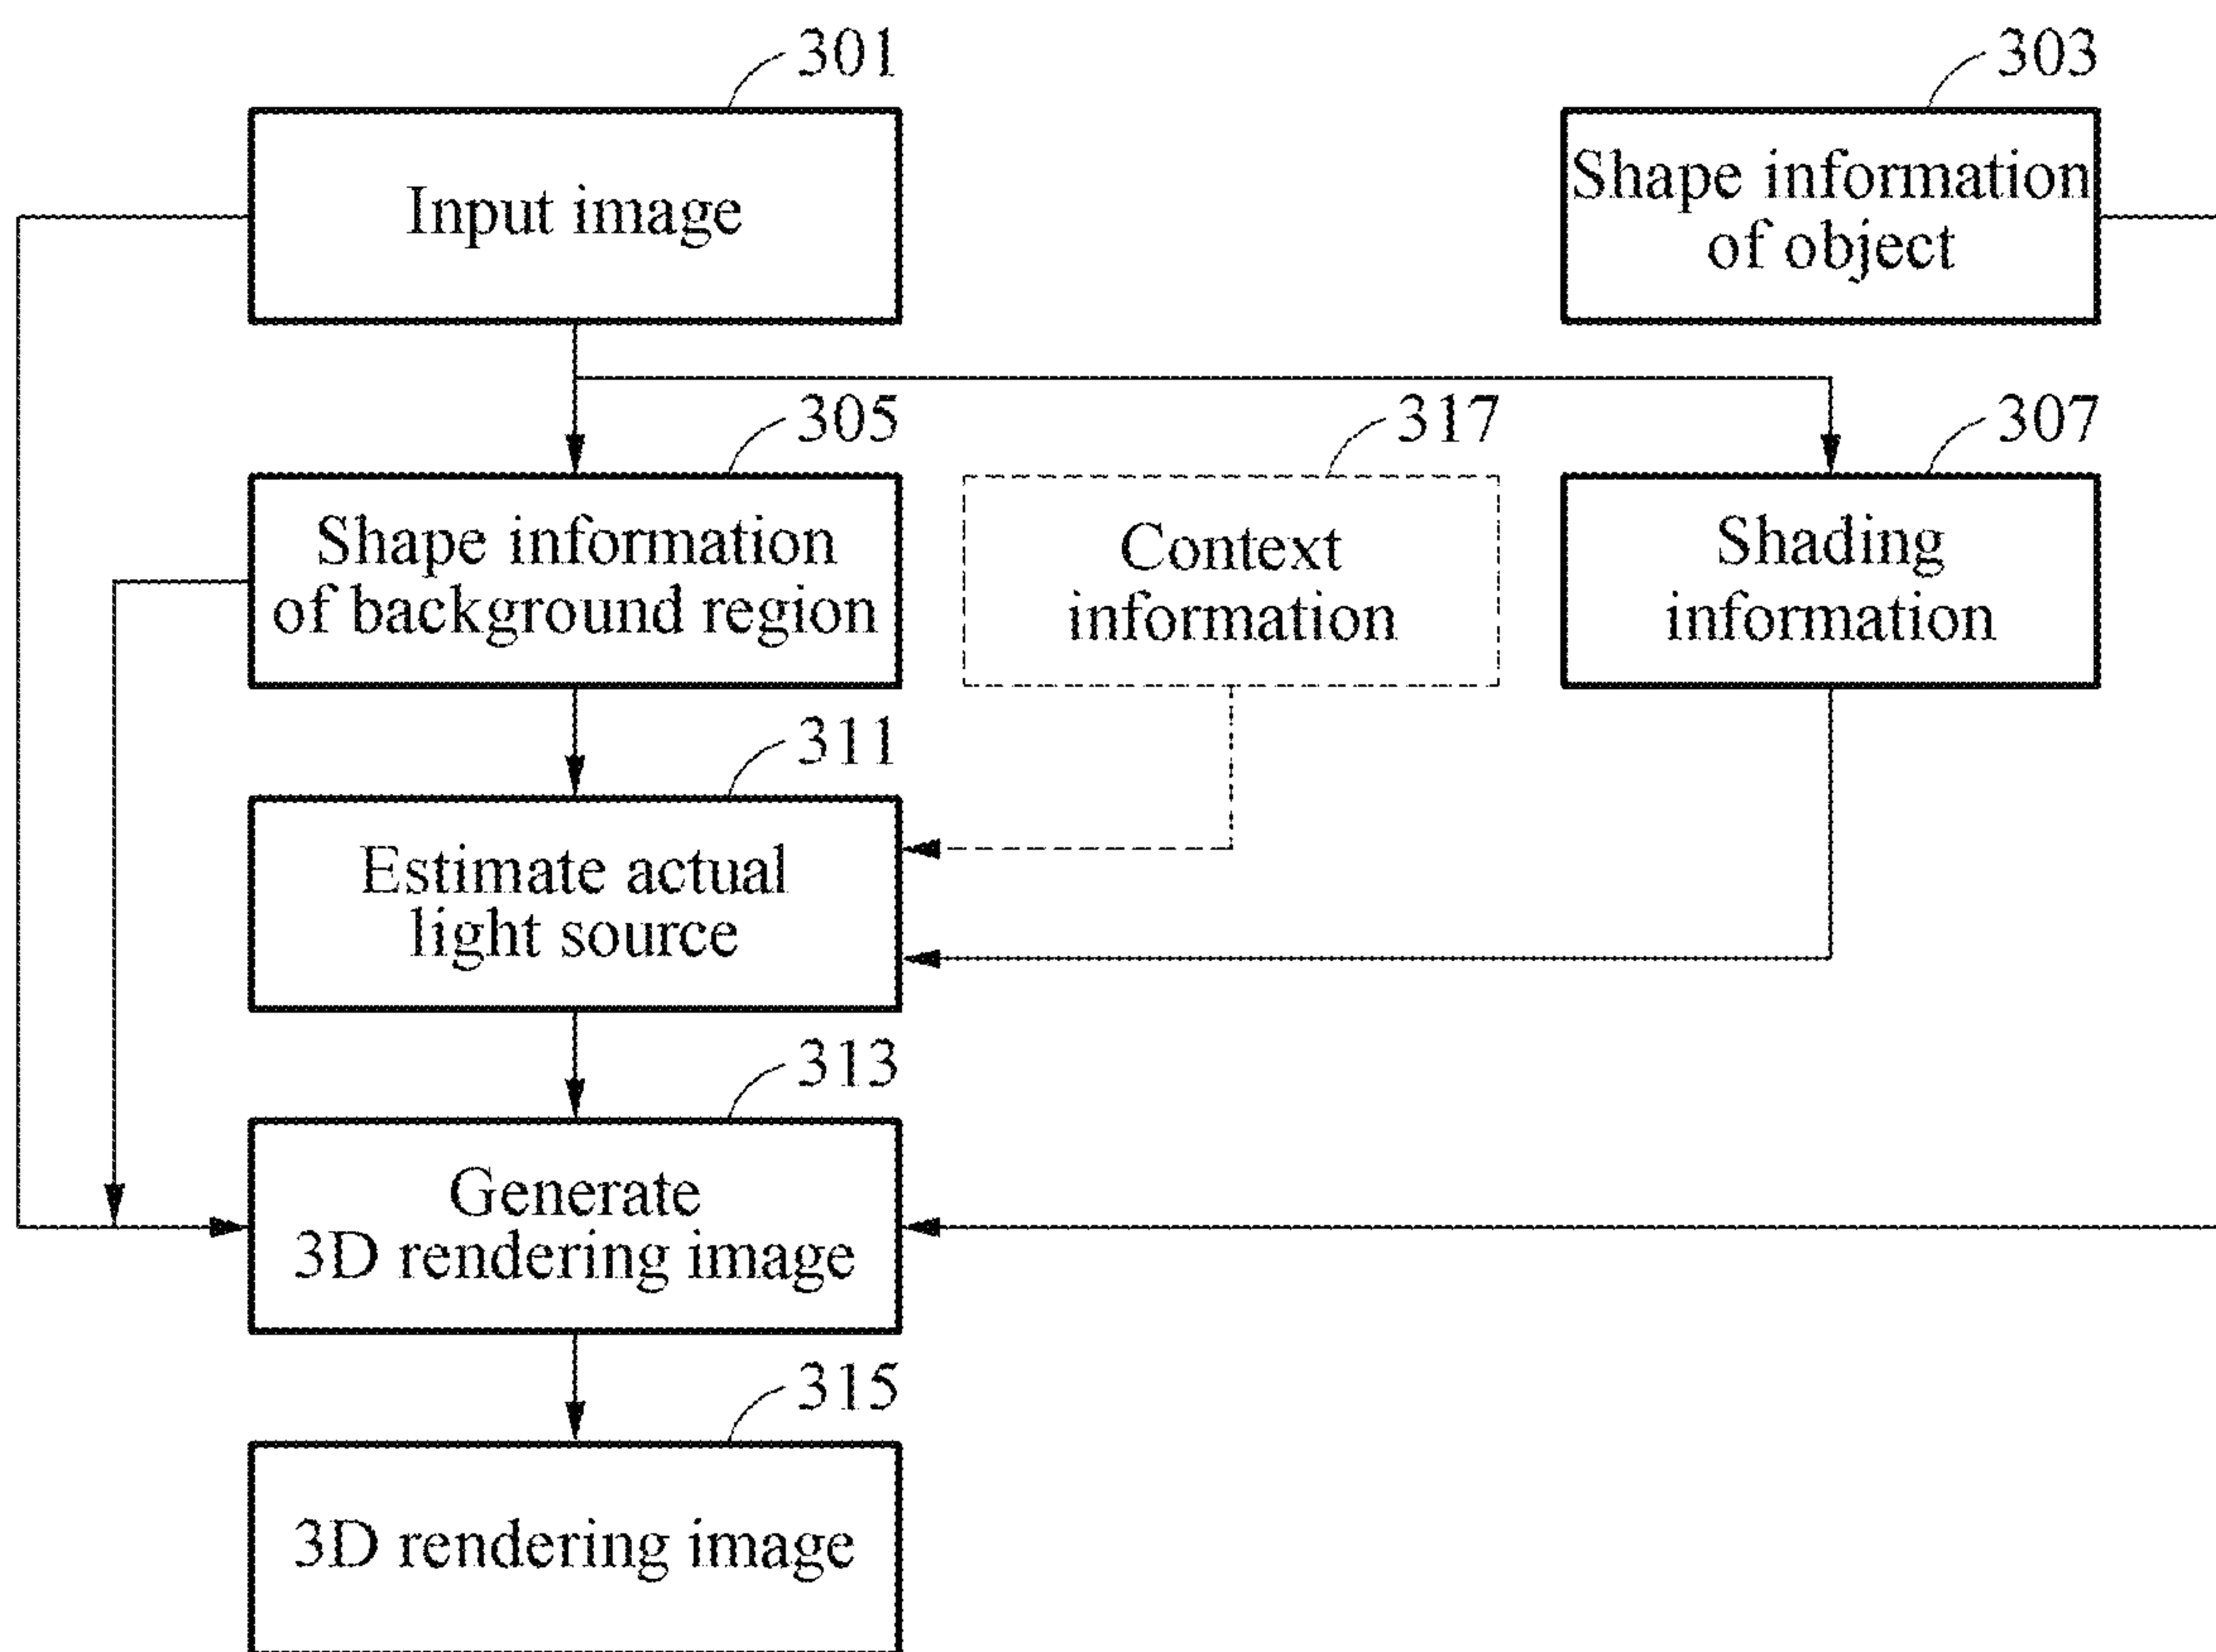 301
Input image
303
Shape information
of object
305
Shape information
of background region
317
Context
information
307
Shading
information
311
Estimate actual
light source
313
Generate
3D rendering image
315
3D rendering image